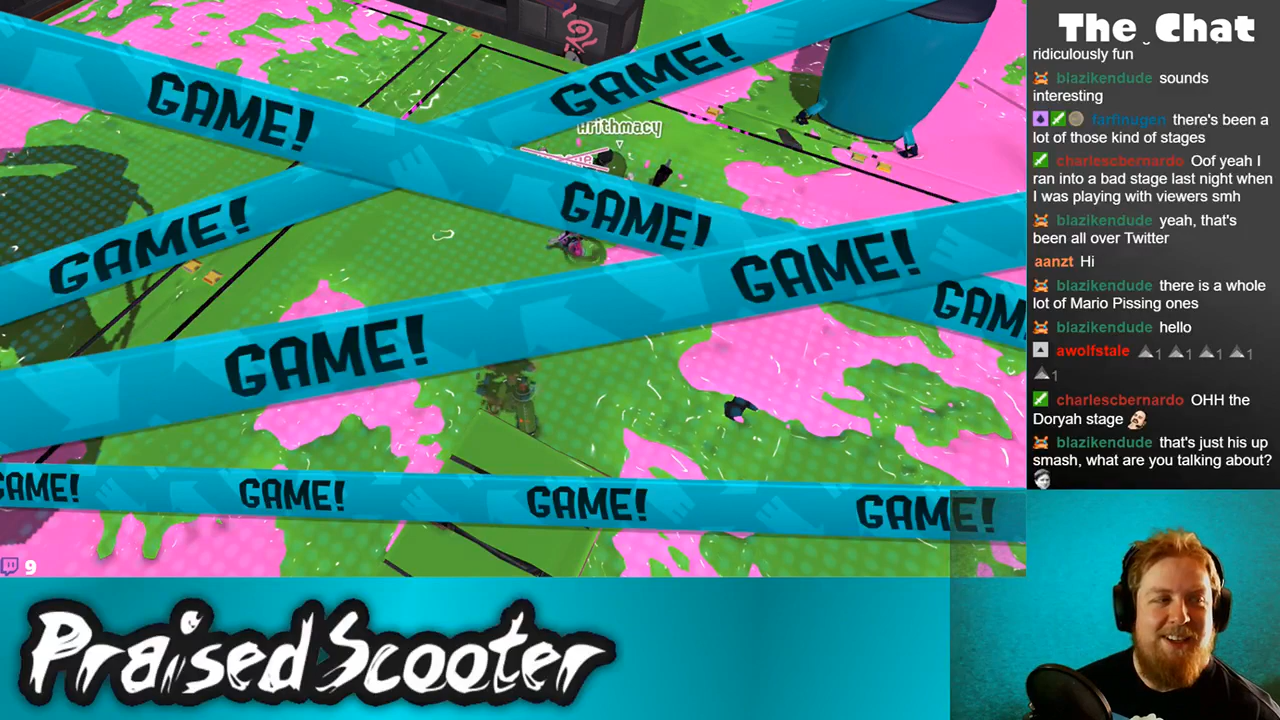 GAME!
GAME!
Arithmacy
GAME!
GAME!
GAME!
GAM
GAME!
GAME!
GAME!
GAME!
GAME!
9
PraisedScooter
The Chat
ridiculously fun
blazikendude sounds
interesting
farfinugen there's been a
lot of those kind of stages
charlescbernardo Oof yeah I
ran into a bad stage last night when
I was playing with viewers smh
blazikendude yeah, that's
been all over Twitter
aanzt Hi
blazikendude there is a whole
lot of Mario Pissing ones
blazikendude hello
awolfstale 1 1 1 1
1
charlescbernardo OHH the
Doryah stage
blazikendude that's just his up
smash, what are you talking about?